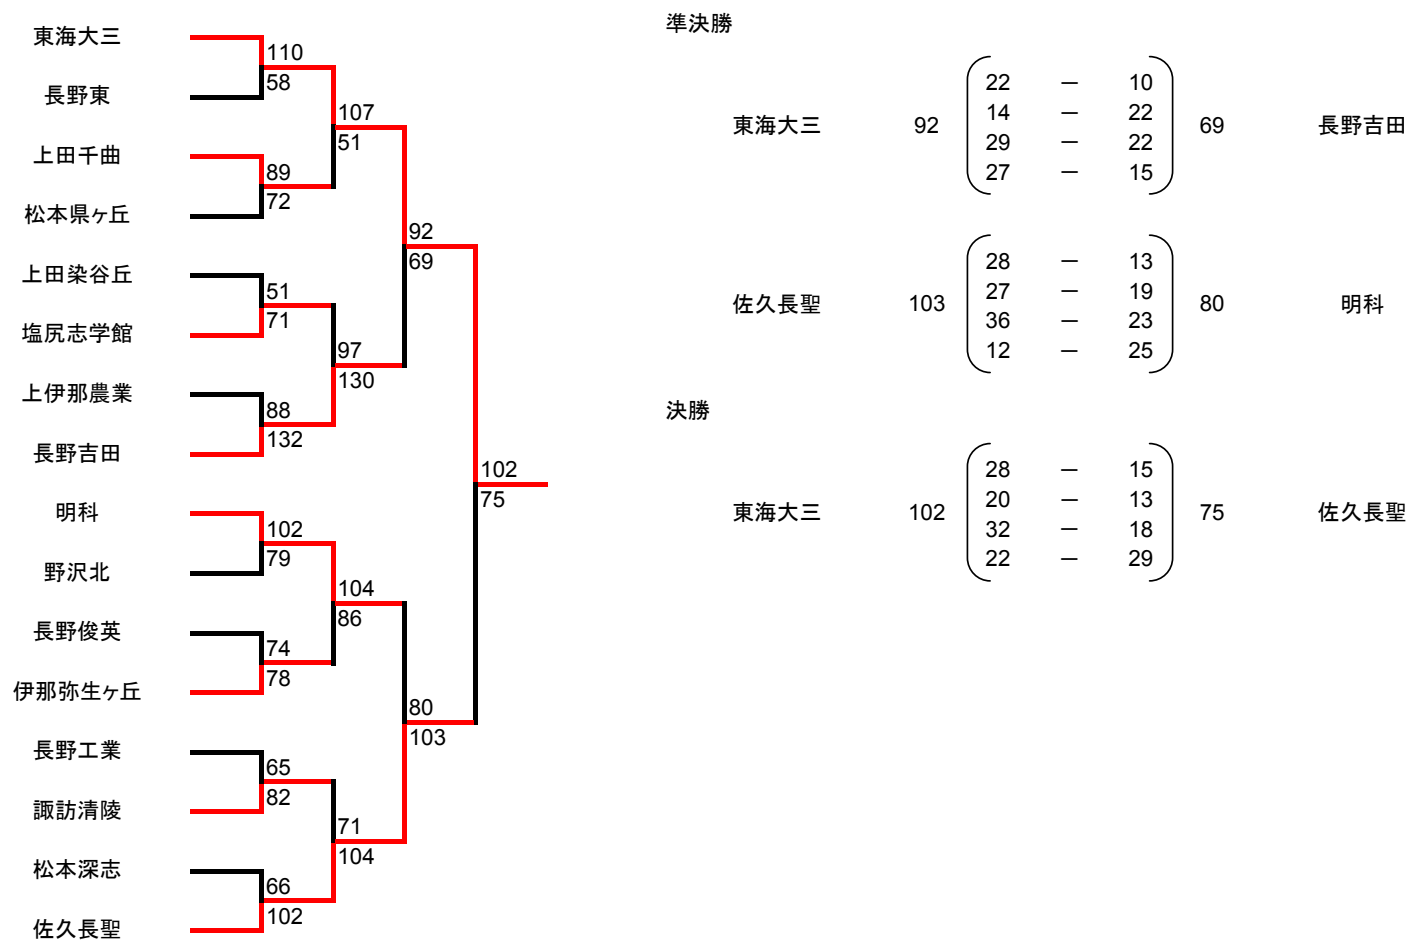 東海大三
110
58
長野東
107
51
上田千曲
89
72
松本県ヶ丘
92
69
上田染谷丘
51
71
塩尻志学館
97
130
上伊那農業
88
132
長野吉田
102
75
明科
102
79
野沢北
104
86
長野俊英
74
78
伊那弥生ヶ丘
80
103
長野工業
65
82
諏訪清陵
71
104
松本深志
66
102
佐久長聖
準決勝
22 － 10
14 － 22
東海大三 92 69 長野吉田
29 － 22
27 － 15
28 － 13
27 － 19
佐久長聖 103 80 明科
36 － 23
12 － 25
決勝
28 － 15
20 － 13
東海大三 102 75 佐久長聖
32 － 18
22 － 29